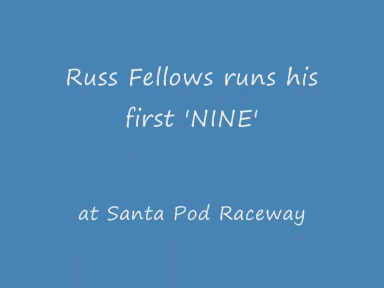 Russ Fellows runs his
first 'NINE'
at Santa Pod Raceway